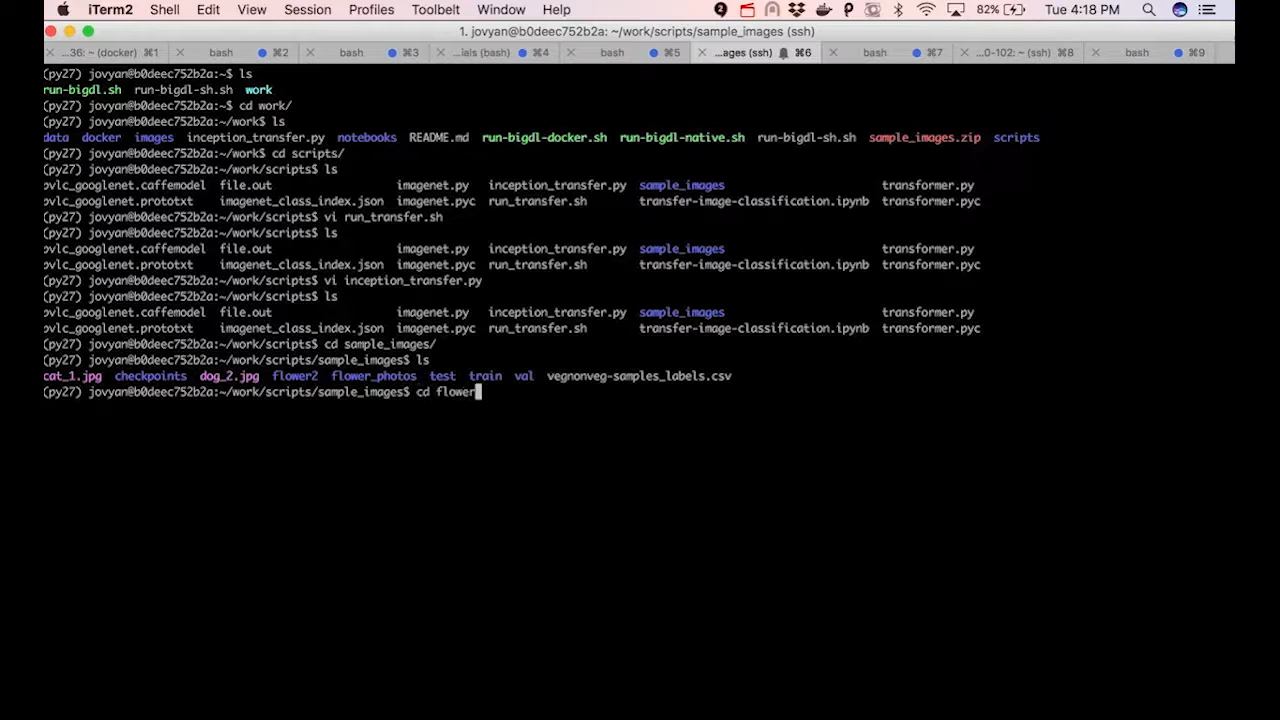 iTerm2 Shell Edit View Session Profiles Toolbelt Window Help 82% Tue 4:18 PM
1. jovyan@b0deec752b2a: ~/work/scripts/sample_images (ssh)
...36: ~ (docker) ⌘1 bash ⌘2 bash ⌘3 ...ials (bash) ⌘4 bash ⌘5 ...ages (ssh) ⌘6 bash ⌘7 ...0-102: ~ (ssh) ⌘8 bash ⌘9
(py27) jovyan@b0deec752b2a:~$ ls
run-bigdl.sh run-bigdl-sh.sh work
(py27) jovyan@b0deec752b2a:~$ cd work/
(py27) jovyan@b0deec752b2a:~/work$ ls
data docker images inception_transfer.py notebooks README.md run-bigdl-docker.sh run-bigdl-native.sh run-bigdl-sh.sh sample_images.zip scripts
(py27) jovyan@b0deec752b2a:~/work$ cd scripts/
(py27) jovyan@b0deec752b2a:~/work/scripts$ ls
bvlc_googlenet.caffemodel file.out imagenet.py inception_transfer.py sample_images transformer.py
bvlc_googlenet.prototxt imagenet_class_index.json imagenet.pyc run_transfer.sh transfer-image-classification.ipynb transformer.pyc
(py27) jovyan@b0deec752b2a:~/work/scripts$ vi run_transfer.sh
(py27) jovyan@b0deec752b2a:~/work/scripts$ ls
bvlc_googlenet.caffemodel file.out imagenet.py inception_transfer.py sample_images transformer.py
bvlc_googlenet.prototxt imagenet_class_index.json imagenet.pyc run_transfer.sh transfer-image-classification.ipynb transformer.pyc
(py27) jovyan@b0deec752b2a:~/work/scripts$ vi inception_transfer.py
(py27) jovyan@b0deec752b2a:~/work/scripts$ ls
bvlc_googlenet.caffemodel file.out imagenet.py inception_transfer.py sample_images transformer.py
bvlc_googlenet.prototxt imagenet_class_index.json imagenet.pyc run_transfer.sh transfer-image-classification.ipynb transformer.pyc
(py27) jovyan@b0deec752b2a:~/work/scripts$ cd sample_images/
(py27) jovyan@b0deec752b2a:~/work/scripts/sample_images$ ls
cat_1.jpg checkpoints dog_2.jpg flower2 flower_photos test train val vegnonveg-samples_labels.csv
(py27) jovyan@b0deec752b2a:~/work/scripts/sample_images$ cd flower